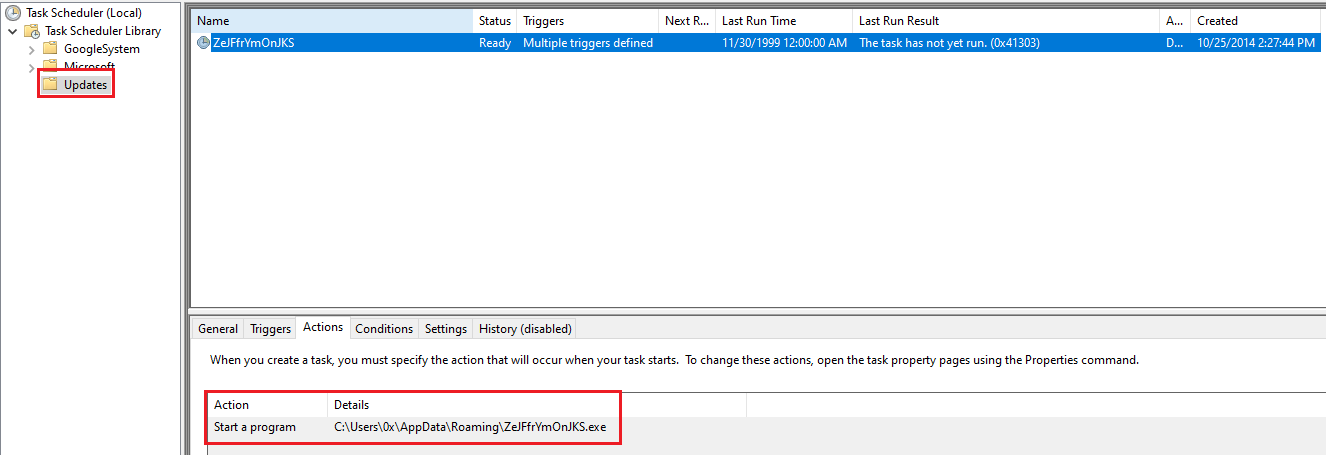 Task Scheduler (Local)
Task Scheduler Library
GoogleSystem
Microsoft
Updates
Name Status Triggers Next R... Last Run Time Last Run Result A... Created
ZeJFfrYmOnJKS Ready Multiple triggers defined 11/30/1999 12:00:00 AM The task has not yet run. (0x41303) D... 10/25/2014 2:27:44 PM
General Triggers Actions Conditions Settings History (disabled)
When you create a task, you must specify the action that will occur when your task starts. To change these actions, open the task property pages using the Properties command.
Action Details
Start a program C:\Users\0x\AppData\Roaming\ZeJFfrYmOnJKS.exe